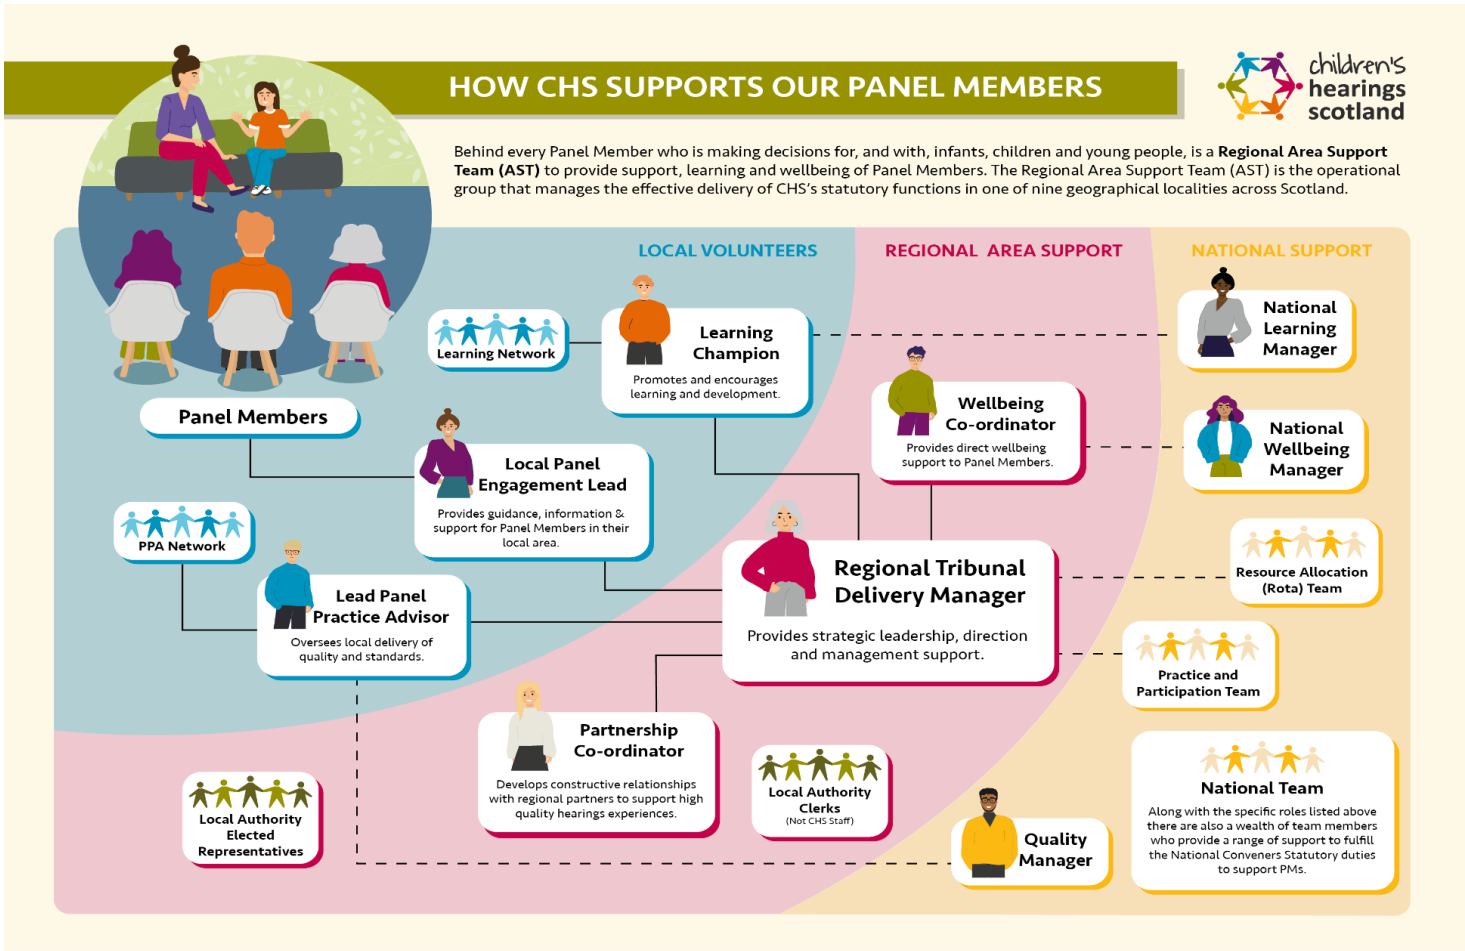 HOW CHS SUPPORTS OUR PANEL MEMBERS
children's
hearings
scotland
Behind every Panel Member who is making decisions for, and with, infants, children and young people, is a Regional Area Support
Team (AST) to provide support, learning and wellbeing of Panel Members. The Regional Area Support Team (AST) is the operational
group that manages the effective delivery of CHS's statutory functions in one of nine geographical localities across Scotland.
LOCAL VOLUNTEERS
REGIONAL AREA SUPPORT
NATIONAL SUPPORT
Learning Network
Learning
Champion
Promotes and encourages
learning and development.
National
Learning
Manager
Panel Members
Wellbeing
Co-ordinator
Provides direct wellbeing
support to Panel Members.
National
Wellbeing
Manager
Local Panel
Engagement Lead
Provides guidance, information &
support for Panel Members in their
local area.
PPA Network
Lead Panel
Practice Advisor
Oversees local delivery of
quality and standards.
Regional Tribunal
Delivery Manager
Provides strategic leadership, direction
and management support.
Resource Allocation
(Rota) Team
Practice and
Participation Team
Partnership
Co-ordinator
Develops constructive relationships
with regional partners to support high
quality hearings experiences.
Local Authority
Clerks
(Not CHS Staff)
Local Authority
Elected
Representatives
Quality
Manager
National Team
Along with the specific roles listed above
there are also a wealth of team members
who provide a range of support to fulfill
the National Conveners Statutory duties
to support PMs.